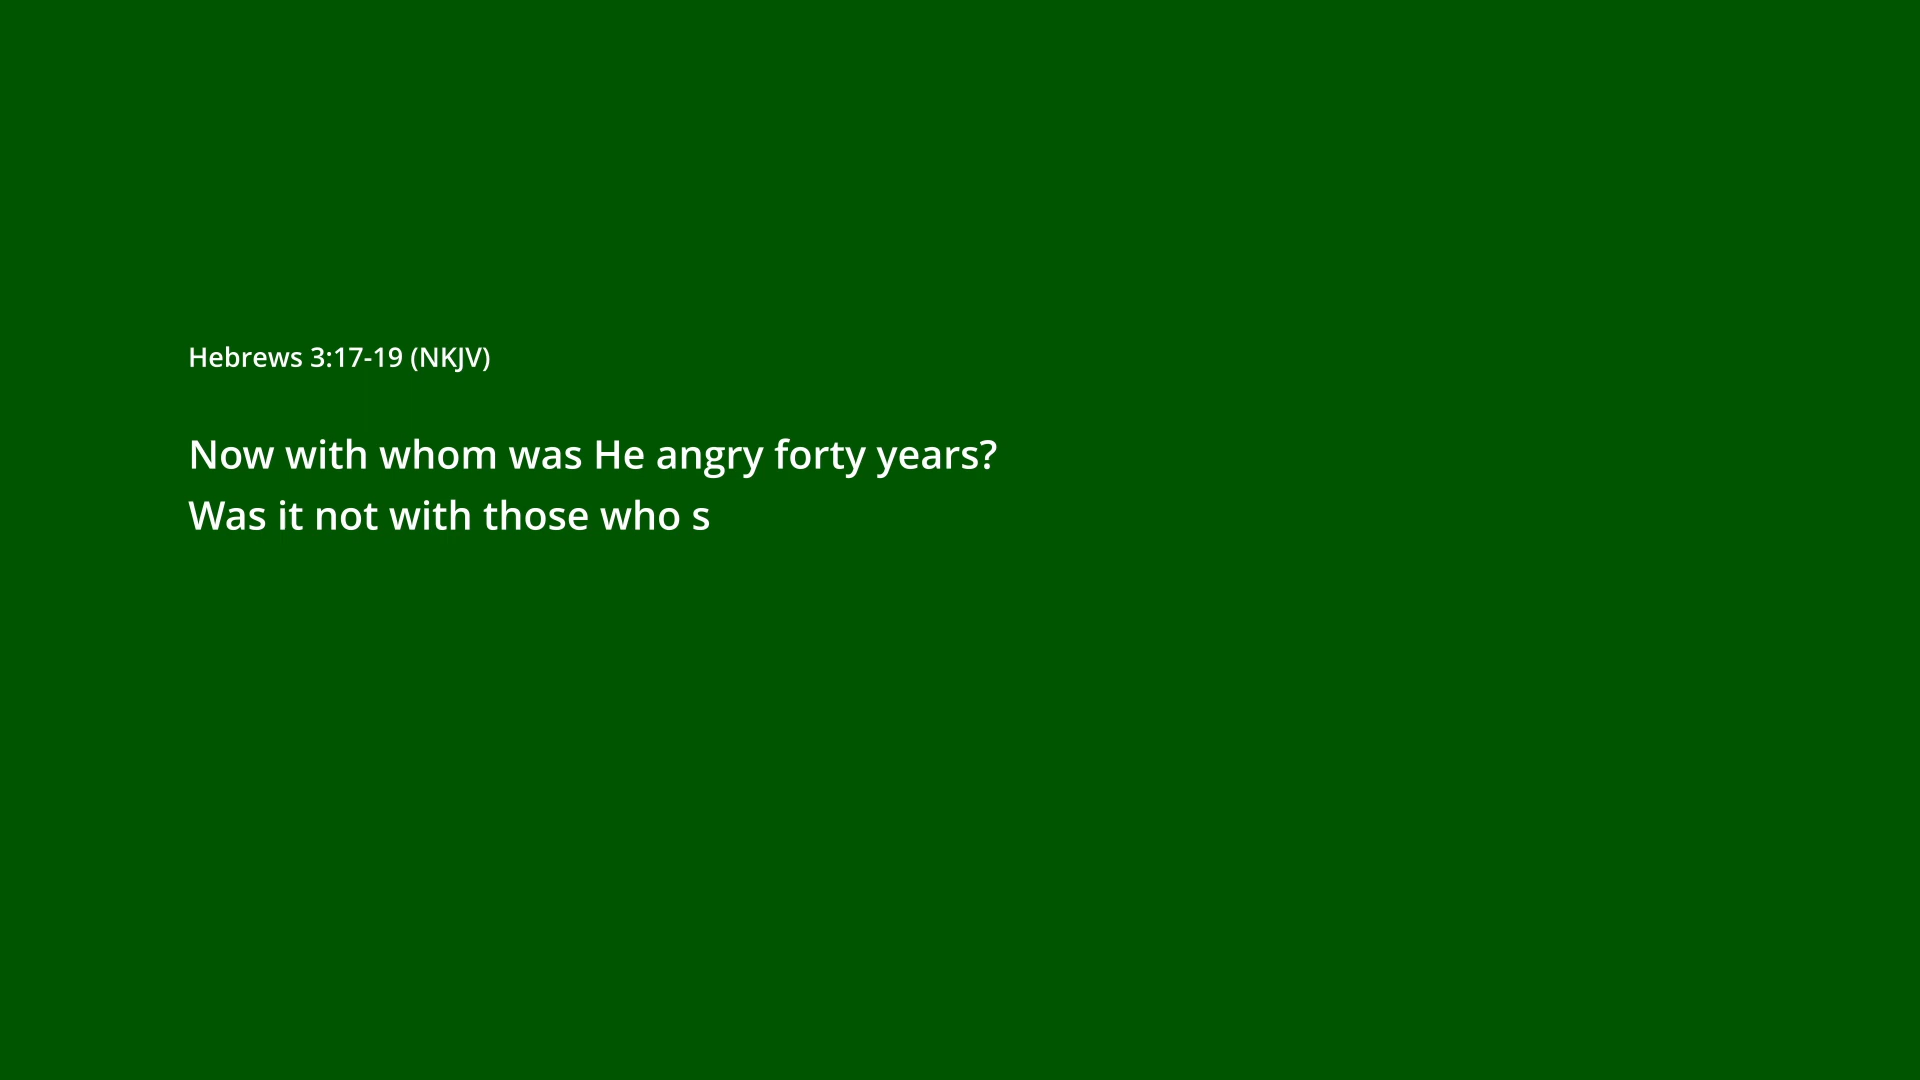 Hebrews 3:17-19 (NKJV)
Now with whom was He angry forty years?
Was it not with those who s